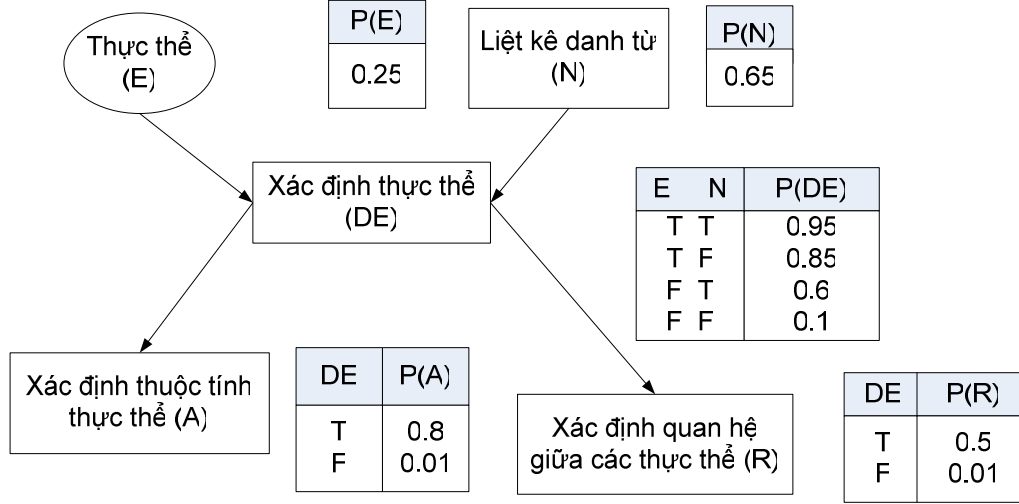 Thực thể
(E)
P(E)
0.25
Liệt kê danh từ
(N)
P(N)
0.65
Xác định thực thể
(DE)
E N P(DE)
T T 0.95
T F 0.85
F T 0.6
F F 0.1
Xác định thuộc tính
thực thể (A)
DE P(A)
T 0.8
F 0.01
Xác định quan hệ
giữa các thực thể (R)
DE P(R)
T 0.5
F 0.01